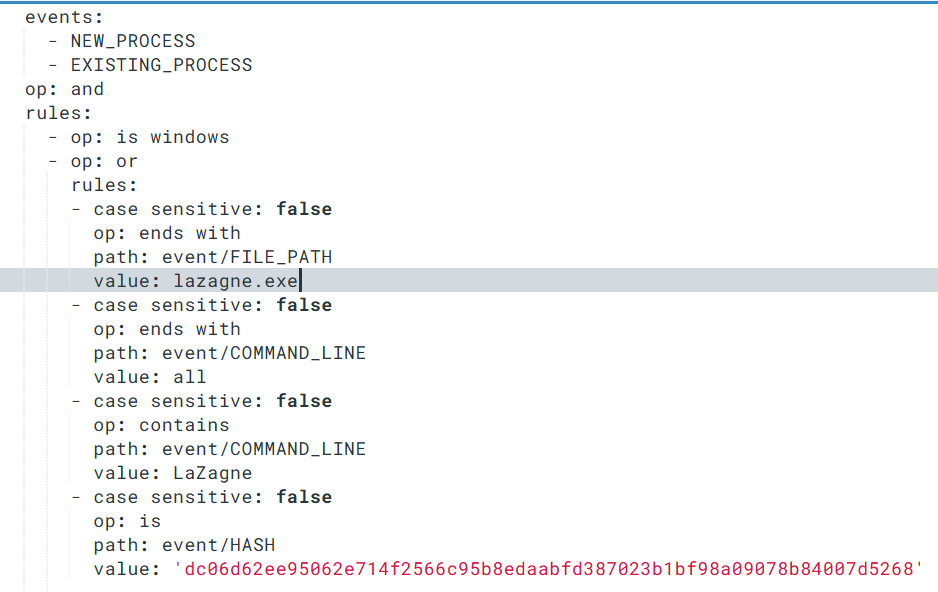 events:
  - NEW_PROCESS
  - EXISTING_PROCESS
op: and
rules:
  - op: is windows
  - op: or
    rules:
    - case sensitive: false
      op: ends with
      path: event/FILE_PATH
      value: lazagne.exe
    - case sensitive: false
      op: ends with
      path: event/COMMAND_LINE
      value: all
    - case sensitive: false
      op: contains
      path: event/COMMAND_LINE
      value: LaZagne
    - case sensitive: false
      op: is
      path: event/HASH
      value: 'dc06d62ee95062e714f2566c95b8edaabfd387023b1bf98a09078b84007d5268'